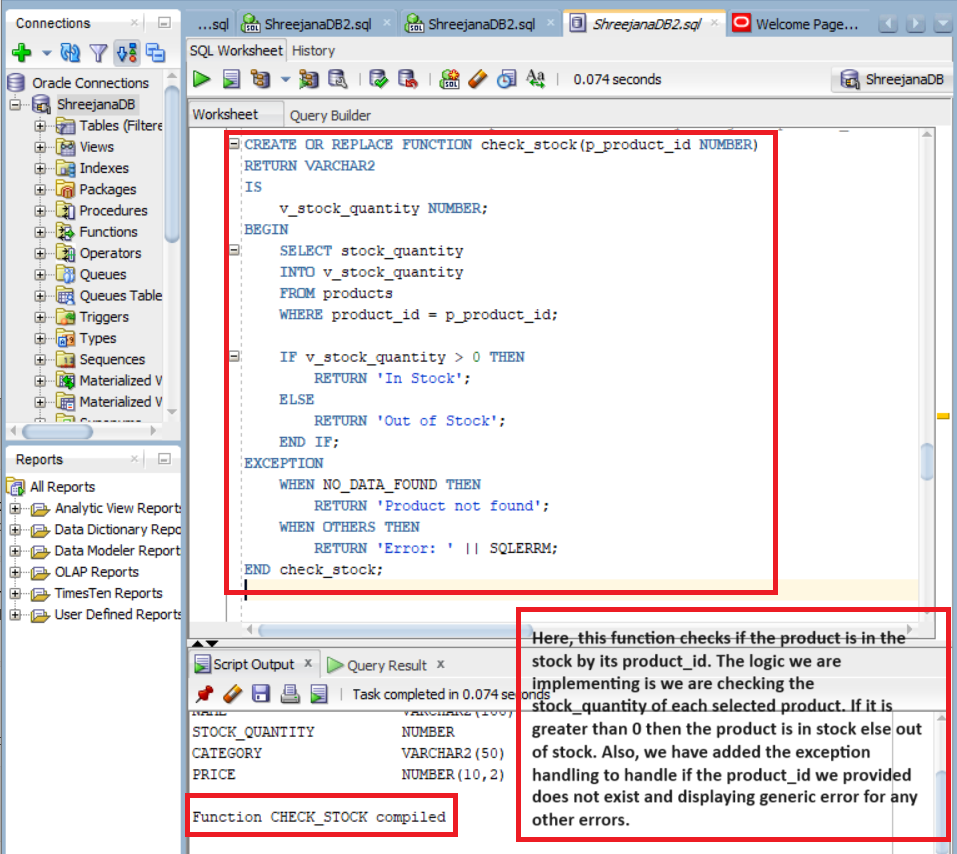 Connections
...sql
ShreejanaDB2.sql
ShreejanaDB2.sql
ShreejanaDB2.sql
Welcome Page...
SQL Worksheet
History
0.074 seconds
ShreejanaDB
Oracle Connections
ShreejanaDB
Tables (Filtere
Views
Indexes
Packages
Procedures
Functions
Operators
Queues
Queues Table
Triggers
Types
Sequences
Materialized V
Materialized V
Reports
All Reports
Analytic View Reports
Data Dictionary Repo
Data Modeler Report
OLAP Reports
TimesTen Reports
User Defined Reports
Worksheet
Query Builder
CREATE OR REPLACE FUNCTION check_stock(p_product_id NUMBER)
RETURN VARCHAR2
IS
v_stock_quantity NUMBER;
BEGIN
SELECT stock_quantity
INTO v_stock_quantity
FROM products
WHERE product_id = p_product_id;
IF v_stock_quantity > 0 THEN
RETURN 'In Stock';
ELSE
RETURN 'Out of Stock';
END IF;
EXCEPTION
WHEN NO_DATA_FOUND THEN
RETURN 'Product not found';
WHEN OTHERS THEN
RETURN 'Error: ' || SQLERRM;
END check_stock;
Script Output
Query Result
Task completed in 0.074 seconds
NAME VARCHAR2(100)
STOCK_QUANTITY NUMBER
CATEGORY VARCHAR2(50)
PRICE NUMBER(10,2)
Function CHECK_STOCK compiled
Here, this function checks if the product is in the
stock by its product_id. The logic we are
implementing is we are checking the
stock_quantity of each selected product. If it is
greater than 0 then the product is in stock else out
of stock. Also, we have added the exception
handling to handle if the product_id we provided
does not exist and displaying generic error for any
other errors.